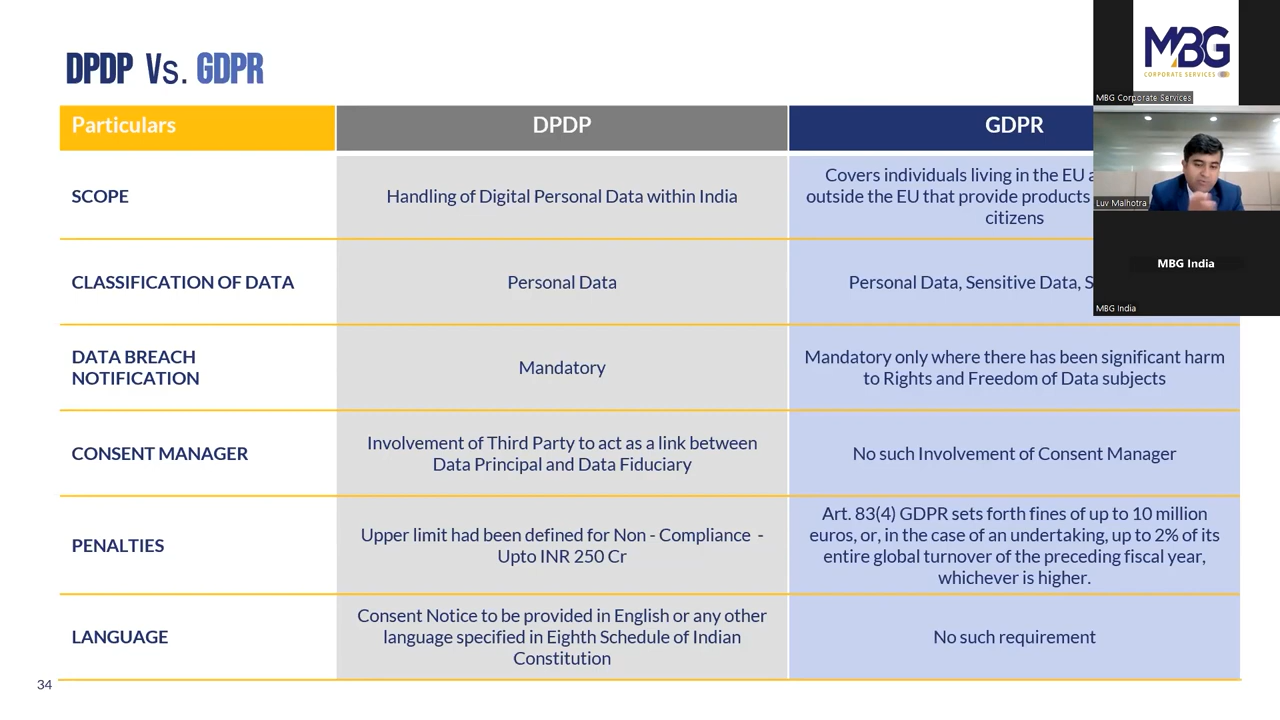 DPDP Vs. GDPR
MBG
CORPORATE SERVICES
MBG Corporate Services
Particulars
DPDP
GDPR
SCOPE
Handling of Digital Personal Data within India
Covers individuals living in the EU
outside the EU that provide products
citizens
Luv Malhotra
MBG India
MBG India
CLASSIFICATION OF DATA
Personal Data
Personal Data, Sensitive Data,
DATA BREACH
NOTIFICATION
Mandatory
Mandatory only where there has been significant harm
to Rights and Freedom of Data subjects
CONSENT MANAGER
Involvement of Third Party to act as a link between
Data Principal and Data Fiduciary
No such Involvement of Consent Manager
PENALTIES
Upper limit had been defined for Non - Compliance -
Upto INR 250 Cr
Art. 83(4) GDPR sets forth fines of up to 10 million
euros, or, in the case of an undertaking, up to 2% of its
entire global turnover of the preceding fiscal year,
whichever is higher.
LANGUAGE
Consent Notice to be provided in English or any other
language specified in Eighth Schedule of Indian
Constitution
No such requirement
34